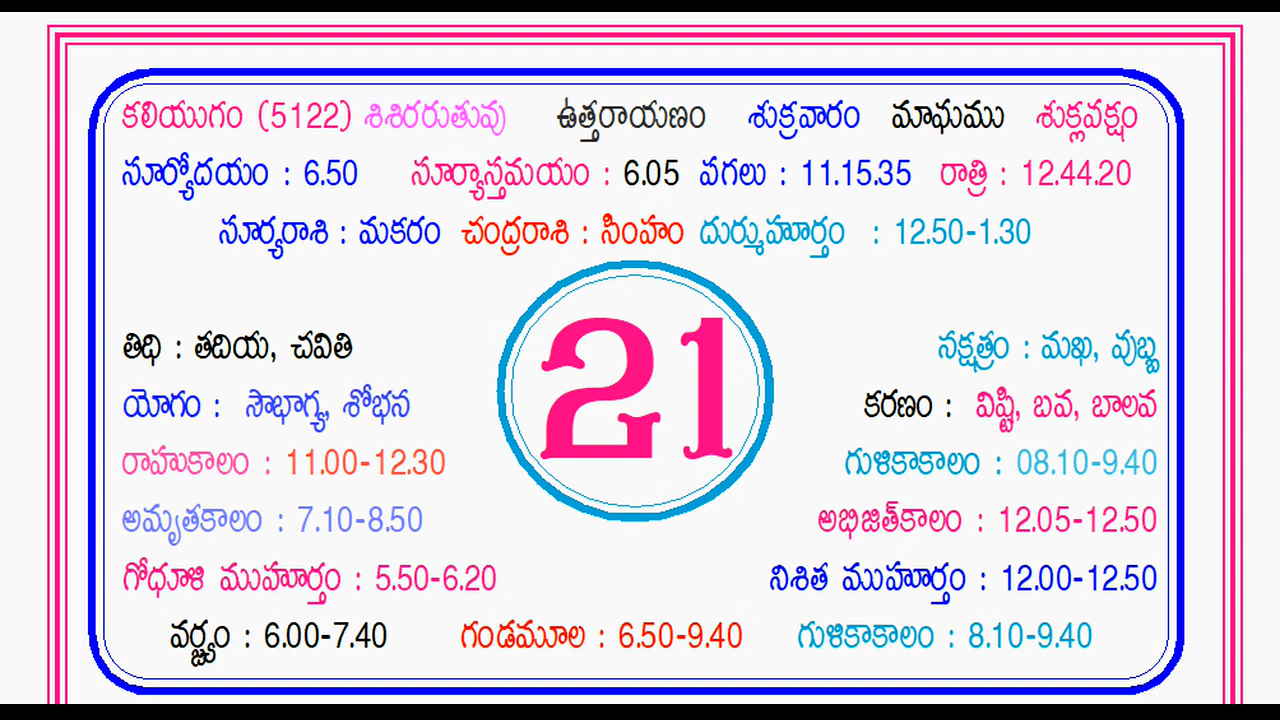 కలియుగం (5122) శిశిరరుతువు ఉత్తరాయణం శుక్రవారం మాఘము శుక్లవక్షం
సూర్యోదయం : 6.50 సూర్యాస్తమయం : 6.05 వగలు : 11.15.35 రాత్రి : 12.44.20
సూర్యరాశి : మకరం చంద్రరాశి : సింహం దుర్ముహూర్తం : 12.50-1.30
21
తిథి : తదియ, చవితి నక్షత్రం : మఖ, వుబ్బ
యోగం : సౌభాగ్య, శోభన కరణం : విష్టి, బవ, బాలవ
రాహుకాలం : 11.00-12.30 గుళికాకాలం : 08.10-9.40
అమృతకాలం : 7.10-8.50 అభిజిత్‌కాలం : 12.05-12.50
గోధూళి ముహూర్తం : 5.50-6.20 నిశిత ముహూర్తం : 12.00-12.50
వర్జ్యం : 6.00-7.40 గండమూల : 6.50-9.40 గుళికాకాలం : 8.10-9.40